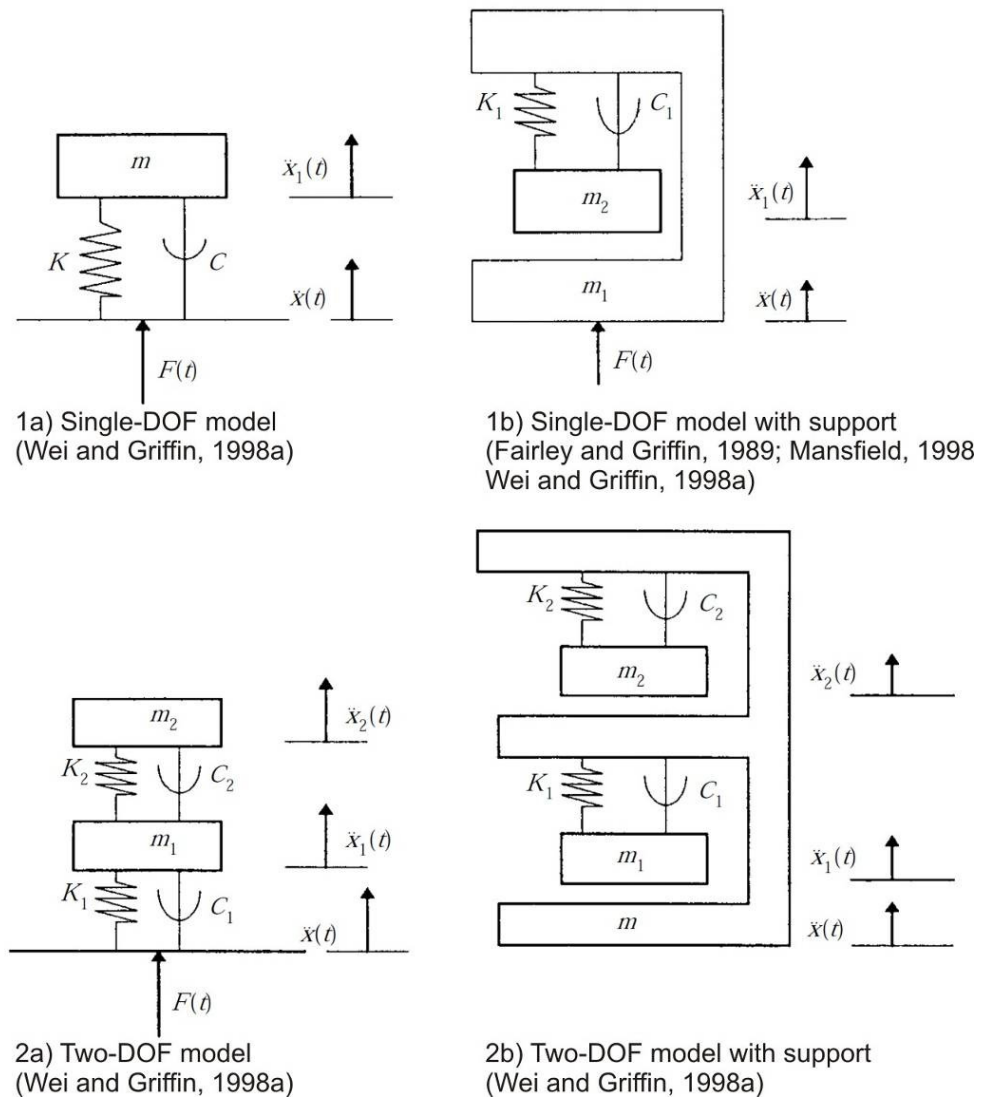 m
ẍ₁(t)
K
C
ẍ(t)
F(t)
1a) Single-DOF model
(Wei and Griffin, 1998a)
K₁
C₁
m₂
ẍ₁(t)
m₁
ẍ(t)
F(t)
1b) Single-DOF model with support
(Fairley and Griffin, 1989; Mansfield, 1998
Wei and Griffin, 1998a)
m₂
ẍ₂(t)
K₂
C₂
m₁
ẍ₁(t)
K₁
C₁
ẍ(t)
F(t)
2a) Two-DOF model
(Wei and Griffin, 1998a)
K₂
C₂
m₂
ẍ₂(t)
K₁
C₁
m₁
ẍ₁(t)
m
ẍ(t)
2b) Two-DOF model with support
(Wei and Griffin, 1998a)